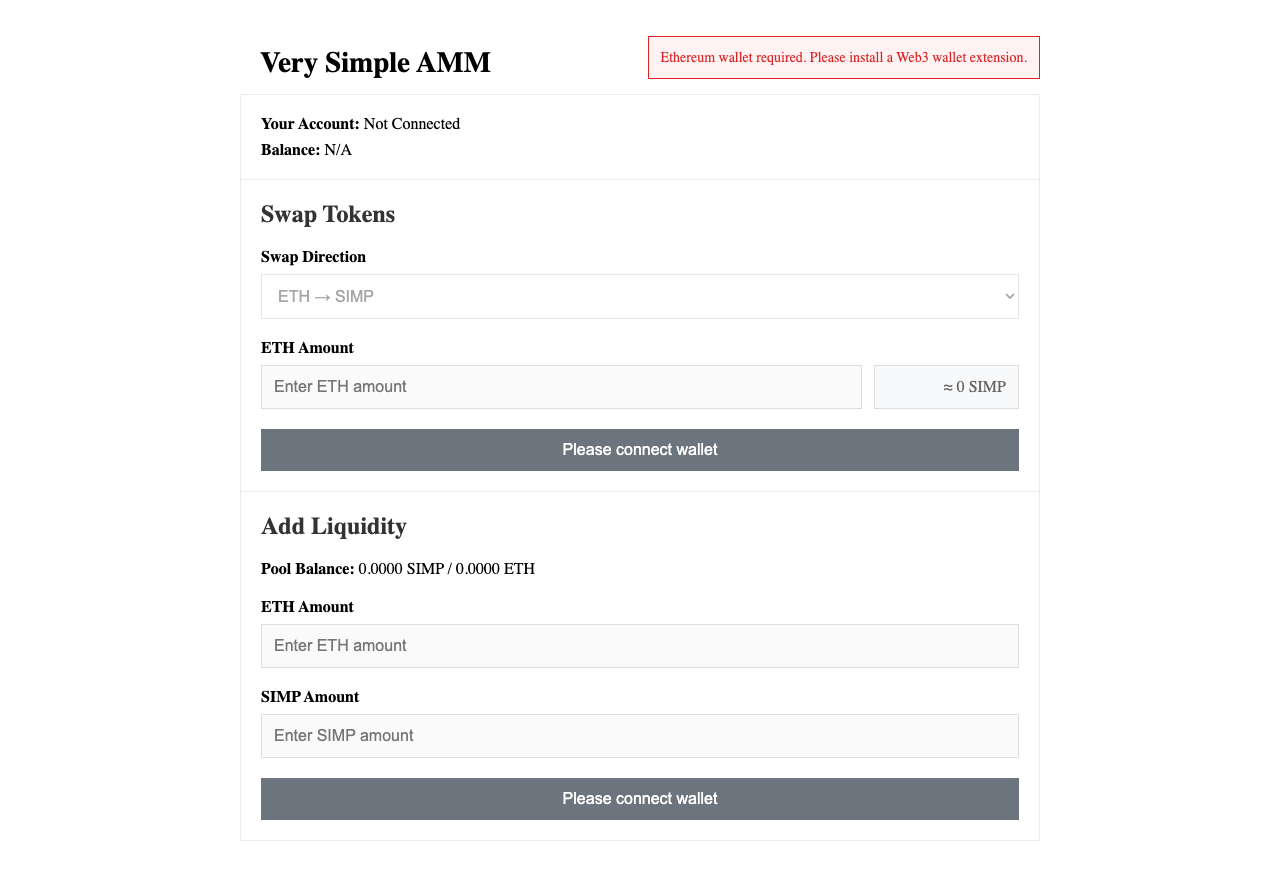 Very Simple AMM
Ethereum wallet required. Please install a Web3 wallet extension.
Your Account: Not Connected
Balance: N/A
Swap Tokens
Swap Direction
ETH → SIMP
ETH Amount
Enter ETH amount
≈ 0 SIMP
Please connect wallet
Add Liquidity
Pool Balance: 0.0000 SIMP / 0.0000 ETH
ETH Amount
Enter ETH amount
SIMP Amount
Enter SIMP amount
Please connect wallet